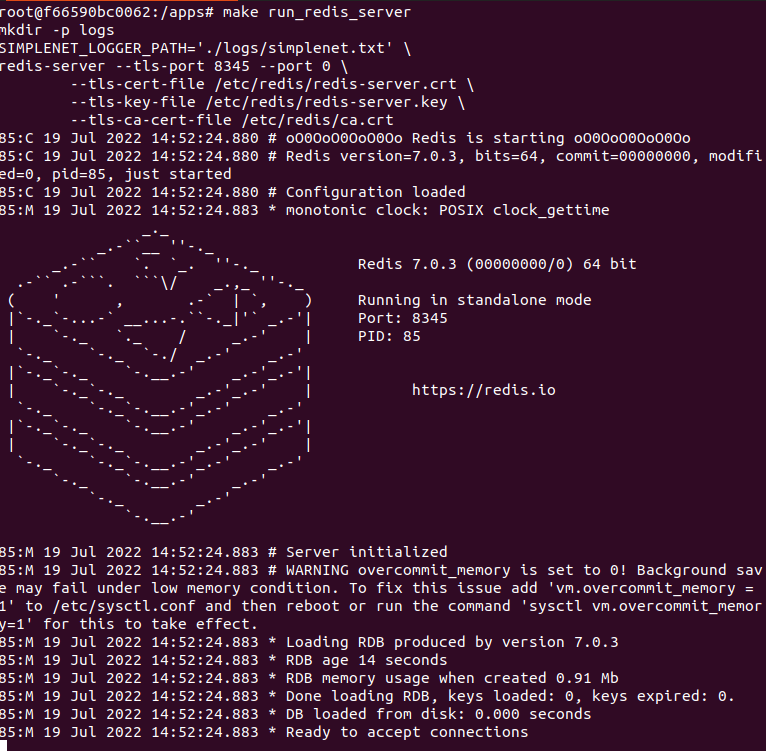 root@f66590bc0062:/apps# make run_redis_server
mkdir -p logs
SIMPLENET_LOGGER_PATH='./logs/simplenet.txt' \
redis-server --tls-port 8345 --port 0 \
        --tls-cert-file /etc/redis/redis-server.crt \
        --tls-key-file /etc/redis/redis-server.key \
        --tls-ca-cert-file /etc/redis/ca.crt
85:C 19 Jul 2022 14:52:24.880 # oO0OoO0OoO0Oo Redis is starting oO0OoO0OoO0Oo
85:C 19 Jul 2022 14:52:24.880 # Redis version=7.0.3, bits=64, commit=00000000, modifi
ed=0, pid=85, just started
85:C 19 Jul 2022 14:52:24.880 # Configuration loaded
85:M 19 Jul 2022 14:52:24.883 * monotonic clock: POSIX clock_gettime
Redis 7.0.3 (00000000/0) 64 bit
Running in standalone mode
Port: 8345
PID: 85
https://redis.io
85:M 19 Jul 2022 14:52:24.883 # Server initialized
85:M 19 Jul 2022 14:52:24.883 # WARNING overcommit_memory is set to 0! Background sav
e may fail under low memory condition. To fix this issue add 'vm.overcommit_memory =
1' to /etc/sysctl.conf and then reboot or run the command 'sysctl vm.overcommit_memor
y=1' for this to take effect.
85:M 19 Jul 2022 14:52:24.883 * Loading RDB produced by version 7.0.3
85:M 19 Jul 2022 14:52:24.883 * RDB age 14 seconds
85:M 19 Jul 2022 14:52:24.883 * RDB memory usage when created 0.91 Mb
85:M 19 Jul 2022 14:52:24.883 * Done loading RDB, keys loaded: 0, keys expired: 0.
85:M 19 Jul 2022 14:52:24.883 * DB loaded from disk: 0.000 seconds
85:M 19 Jul 2022 14:52:24.883 * Ready to accept connections